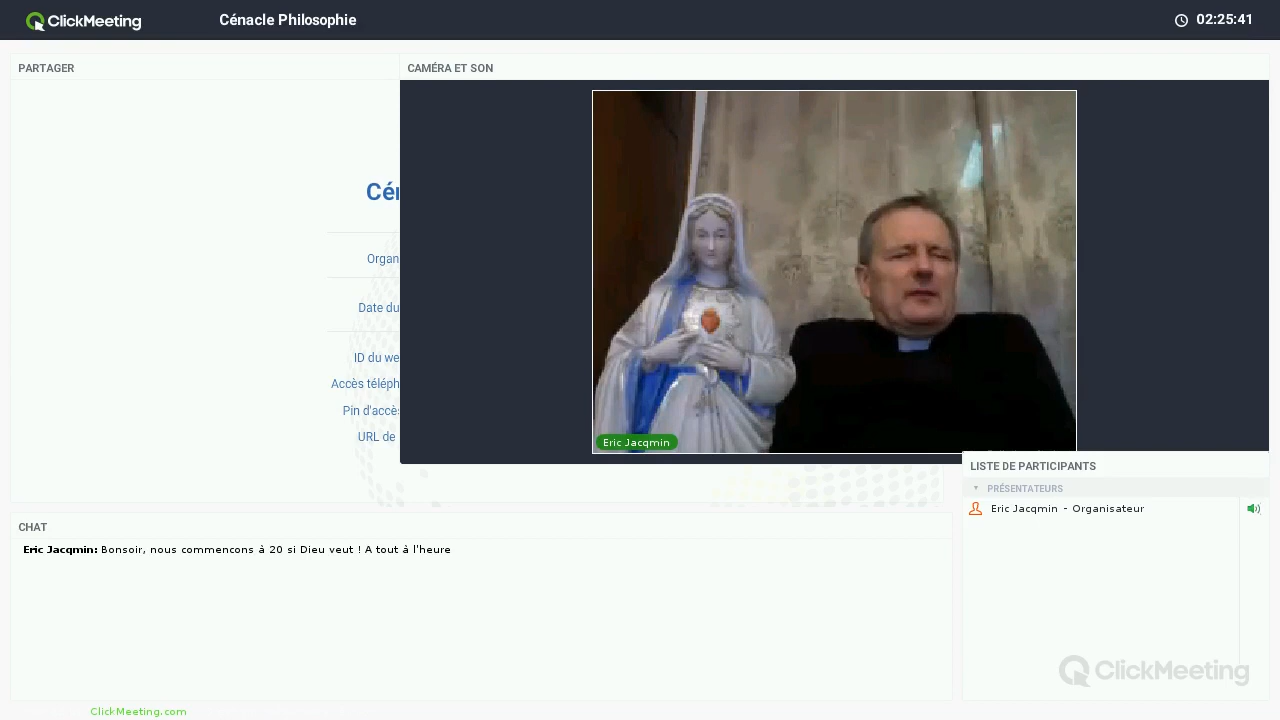 ClickMeeting
Cénacle Philosophie
02:25:41
PARTAGER
CAMÉRA ET SON
Organ
Date du
ID du we
Accès téléph
Pin d'accès
URL de
Eric Jacqmin
LISTE DE PARTICIPANTS
PRÉSENTATEURS
Eric Jacqmin - Organisateur
CHAT
Eric Jacqmin: Bonsoir, nous commencons à 20 si Dieu veut ! A tout à l'heure
ClickMeeting
ClickMeeting.com